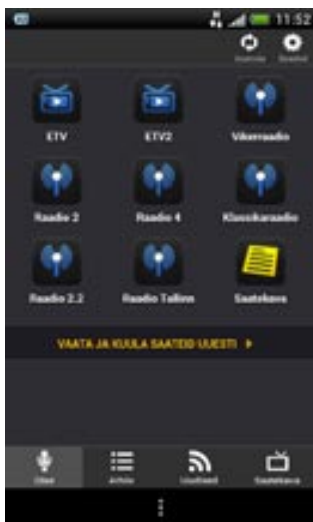 11:52
ETV
ETV2
Vikerraadio
Raadio 2
Raadio 4
Klassikaraadio
Raadio 2.2
Raadio Tallinn
Saatekava
VAATA JA KUULA SAATEID UUESTI
Otse
Arhiiv
Uudised
Saatekava